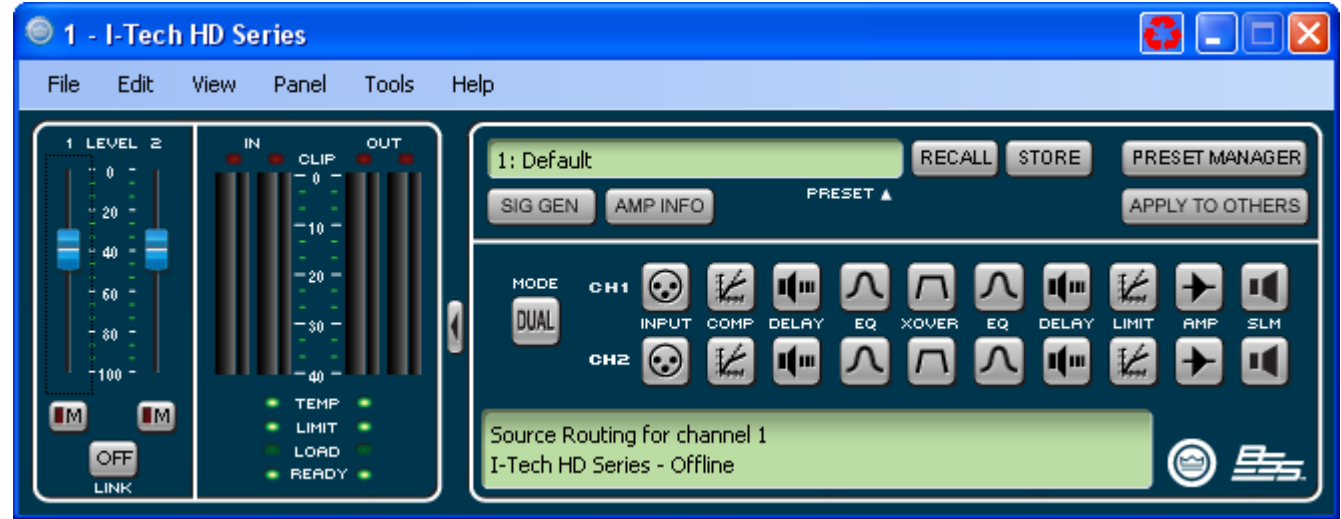 1 - I-Tech HD Series
File Edit View Panel Tools Help
1 LEVEL 2
0
20
40
60
80
100
M M
OFF
LINK
IN OUT
CLIP
0
10
20
30
40
TEMP
LIMIT
LOAD
READY
1: Default
RECALL STORE PRESET MANAGER
PRESET ▲
SIG GEN AMP INFO APPLY TO OTHERS
MODE
DUAL
CH1
INPUT COMP DELAY EQ XOVER EQ DELAY LIMIT AMP SLM
CH2
Source Routing for channel 1
I-Tech HD Series - Offline
BSS